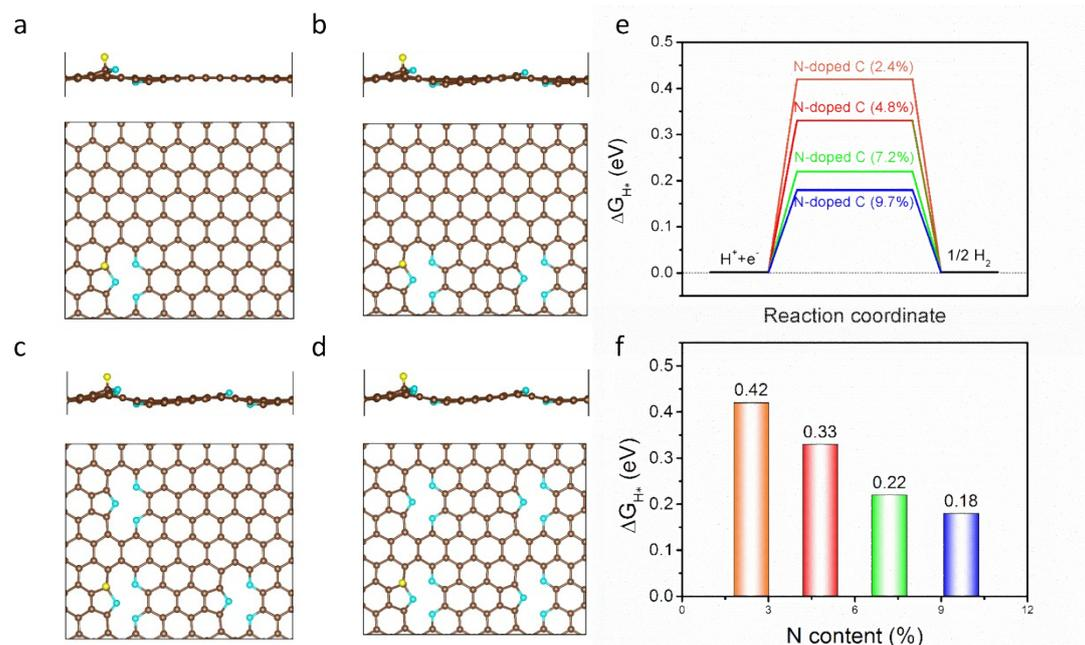 a
b
c
d
e
0.5
0.4
0.3
0.2
0.1
0.0
ΔG_H* (eV)
N-doped C (2.4%)
N-doped C (4.8%)
N-doped C (7.2%)
N-doped C (9.7%)
H⁺+e⁻
1/2 H₂
Reaction coordinate
f
0.5
0.4
0.3
0.2
0.1
0.0
ΔG_H* (eV)
0.42
0.33
0.22
0.18
0 3 6 9 12
N content (%)